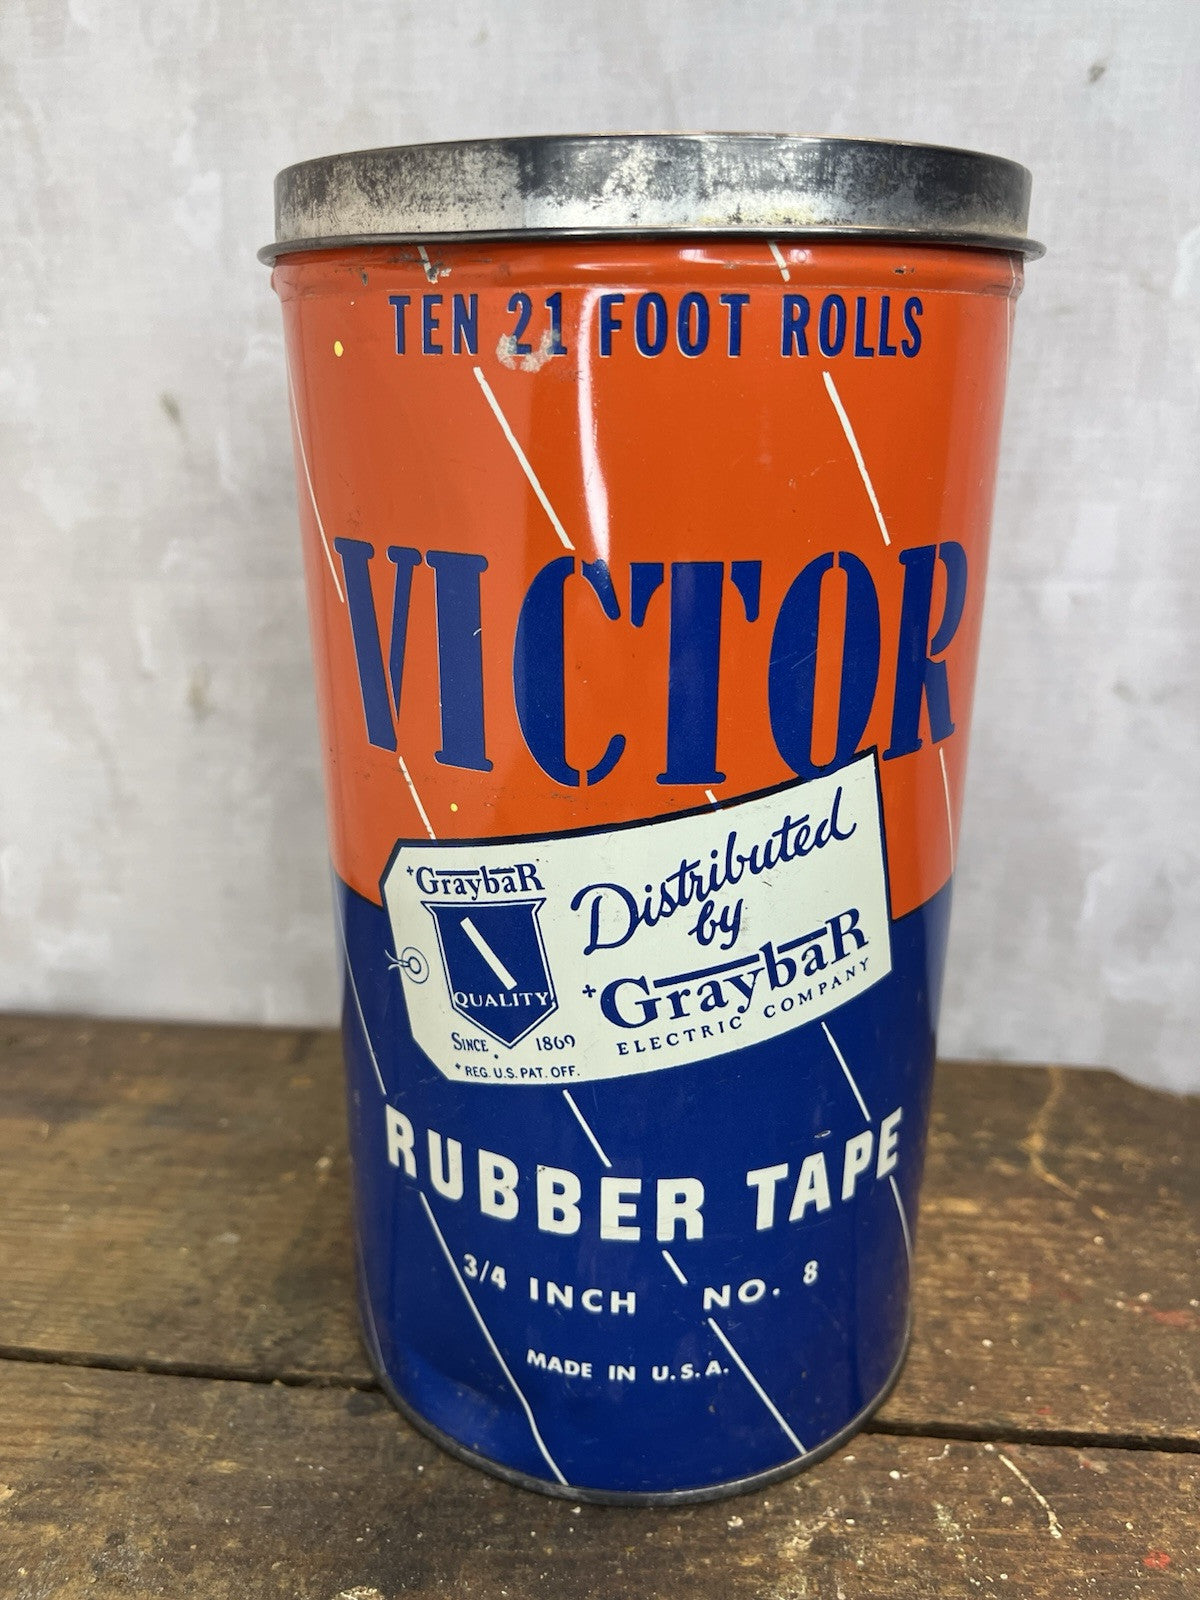 TEN 21 FOOT ROLLS
VICTOR
+GraybaR
QUALITY
SINCE 1869
*REG. U.S. PAT. OFF.
Distributed
by
+GraybaR
ELECTRIC COMPANY
RUBBER TAPE
3/4 INCH NO. 8
MADE IN U.S.A.